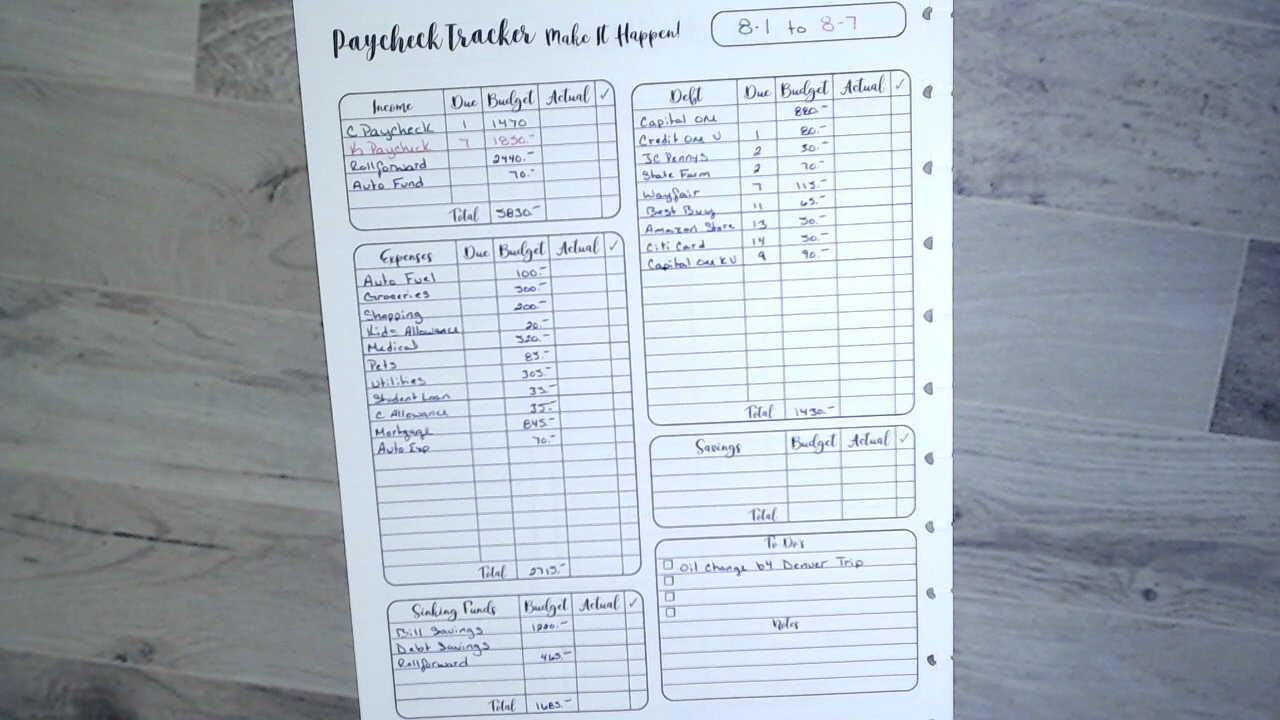 Paycheck Tracker Make It Happen!
8-1 to 8-7
Income Due Budget Actual ✓
C Paycheck 1 1470
K Paycheck 7 1850.-
Rollforward 2440.-
Auto Fund 70.-
Total 5830.-
Expenses Due Budget Actual ✓
Auto Fuel 100.-
Groceries 300.-
Shopping 200.-
Kids Allowance 20.-
Medical 520.-
Pets 85.-
Utilities 305.-
Student Loan 35.-
C Allowance 35.-
Mortgage 845.-
Auto Exp 70.-
Total 2715.-
Sinking Funds Budget Actual ✓
Bill Savings 1220.-
Debt Savings
Rollforward 465.-
Total 1685.-
Debt Due Budget Actual ✓
Capital One 880.-
Credit One V 1 80.-
JC Pennys 2 50.-
State Farm 2 70.-
Wayfair 7 115.-
Best Buy 11 65.-
Amazon Store 13 50.-
Citi Card 14 30.-
Capital One KV 9 90.-
Total 1430.-
Savings Budget Actual ✓
Total
To Do's
Oil Change b4 Denver Trip
Notes